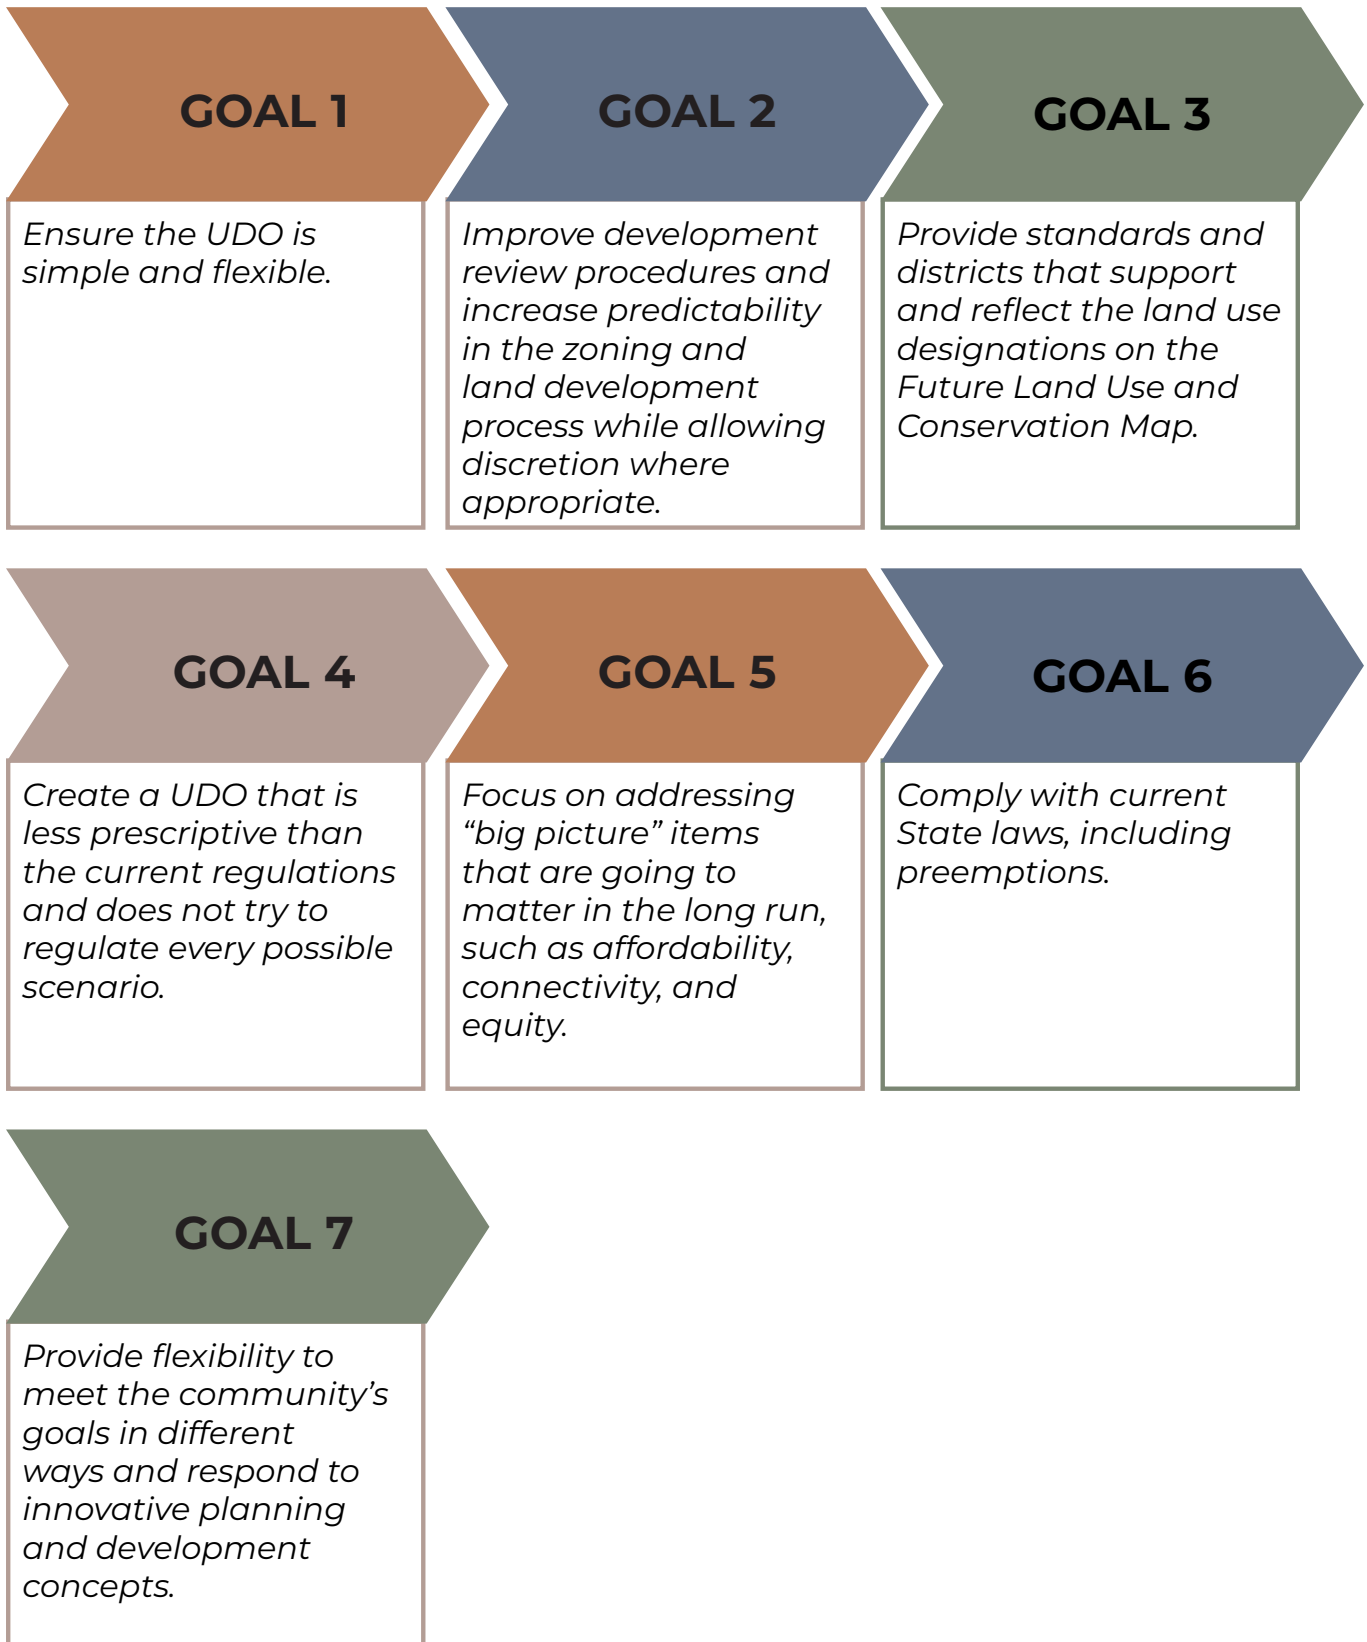 GOAL 1
Ensure the UDO is
simple and flexible.
GOAL 2
Improve development
review procedures and
increase predictability
in the zoning and
land development
process while allowing
discretion where
appropriate.
GOAL 3
Provide standards and
districts that support
and reflect the land use
designations on the
Future Land Use and
Conservation Map.
GOAL 4
Create a UDO that is
less prescriptive than
the current regulations
and does not try to
regulate every possible
scenario.
GOAL 5
Focus on addressing
“big picture” items
that are going to
matter in the long run,
such as affordability,
connectivity, and
equity.
GOAL 6
Comply with current
State laws, including
preemptions.
GOAL 7
Provide flexibility to
meet the community’s
goals in different
ways and respond to
innovative planning
and development
concepts.